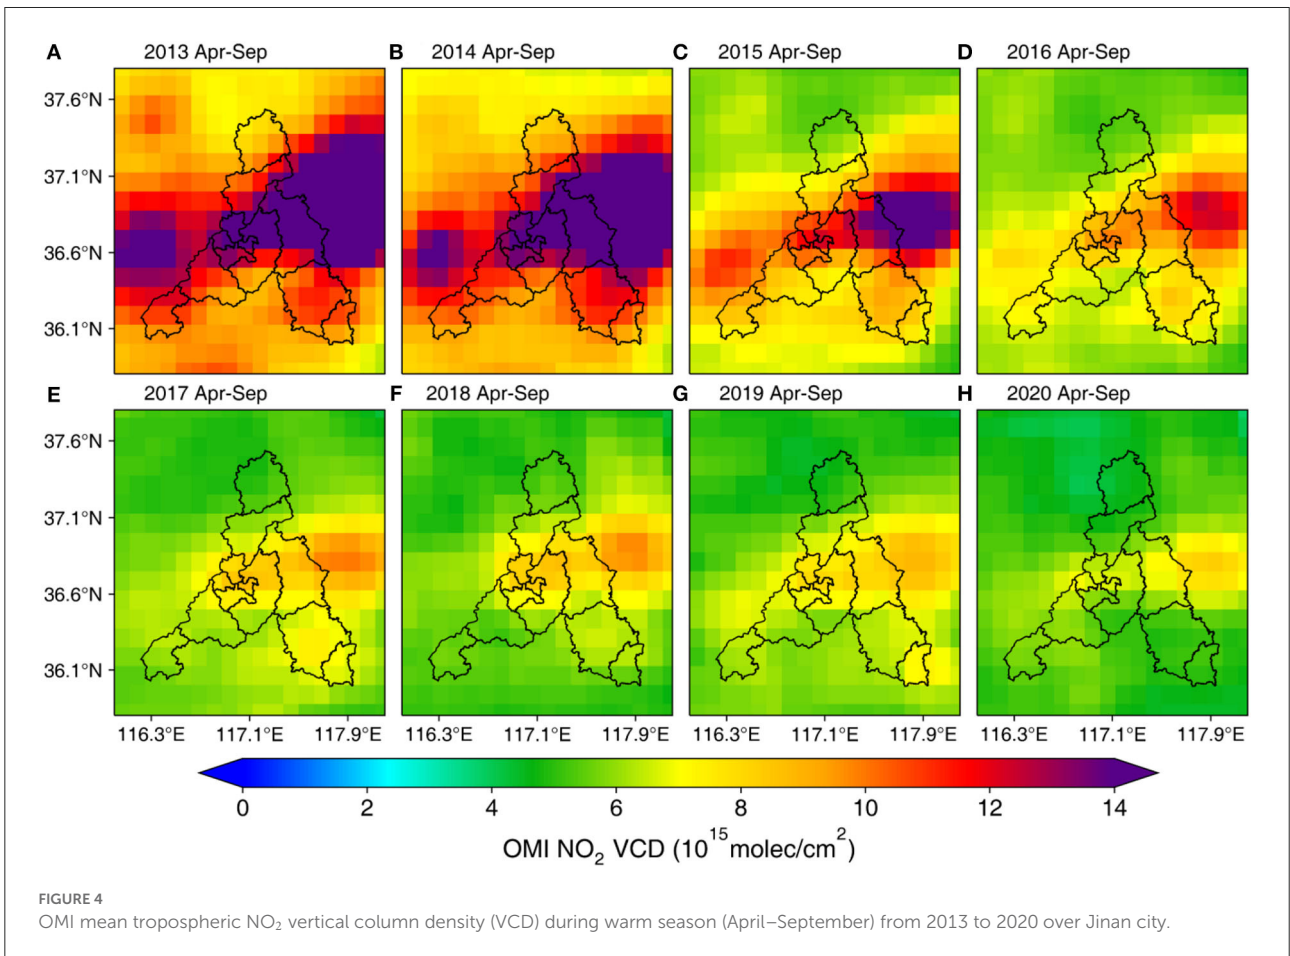 A 2013 Apr-Sep B 2014 Apr-Sep C 2015 Apr-Sep D 2016 Apr-Sep
37.6°N
37.1°N
36.6°N
36.1°N
E 2017 Apr-Sep F 2018 Apr-Sep G 2019 Apr-Sep H 2020 Apr-Sep
37.6°N
37.1°N
36.6°N
36.1°N
116.3°E 117.1°E 117.9°E 116.3°E 117.1°E 117.9°E 116.3°E 117.1°E 117.9°E 116.3°E 117.1°E 117.9°E
0 2 4 6 8 10 12 14
OMI NO₂ VCD (10¹⁵molec/cm²)
FIGURE 4
OMI mean tropospheric NO₂ vertical column density (VCD) during warm season (April–September) from 2013 to 2020 over Jinan city.